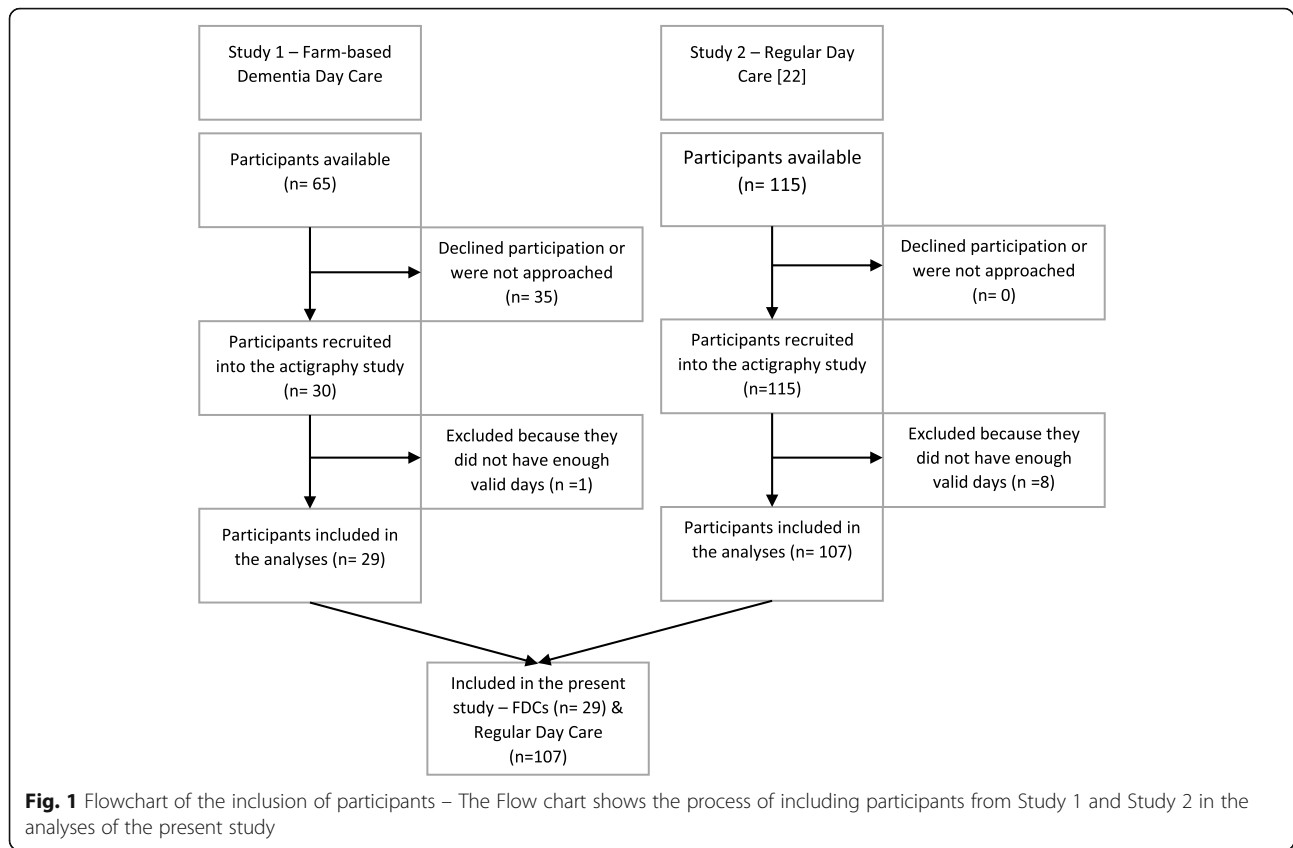 Study 1 – Farm-based
Dementia Day Care
Participants available
(n= 65)
Declined participation or
were not approached
(n= 35)
Participants recruited
into the actigraphy study
(n= 30)
Excluded because they
did not have enough
valid days (n =1)
Participants included in
the analyses (n= 29)
Study 2 – Regular Day
Care [22]
Participants available
(n= 115)
Declined participation or
were not approached
(n= 0)
Participants recruited
into the actigraphy study
(n=115)
Excluded because they
did not have enough
valid days (n =8)
Participants included in
the analyses (n= 107)
Included in the present
study – FDCs (n= 29) &
Regular Day Care
(n=107)
Fig. 1 Flowchart of the inclusion of participants – The Flow chart shows the process of including participants from Study 1 and Study 2 in the
analyses of the present study